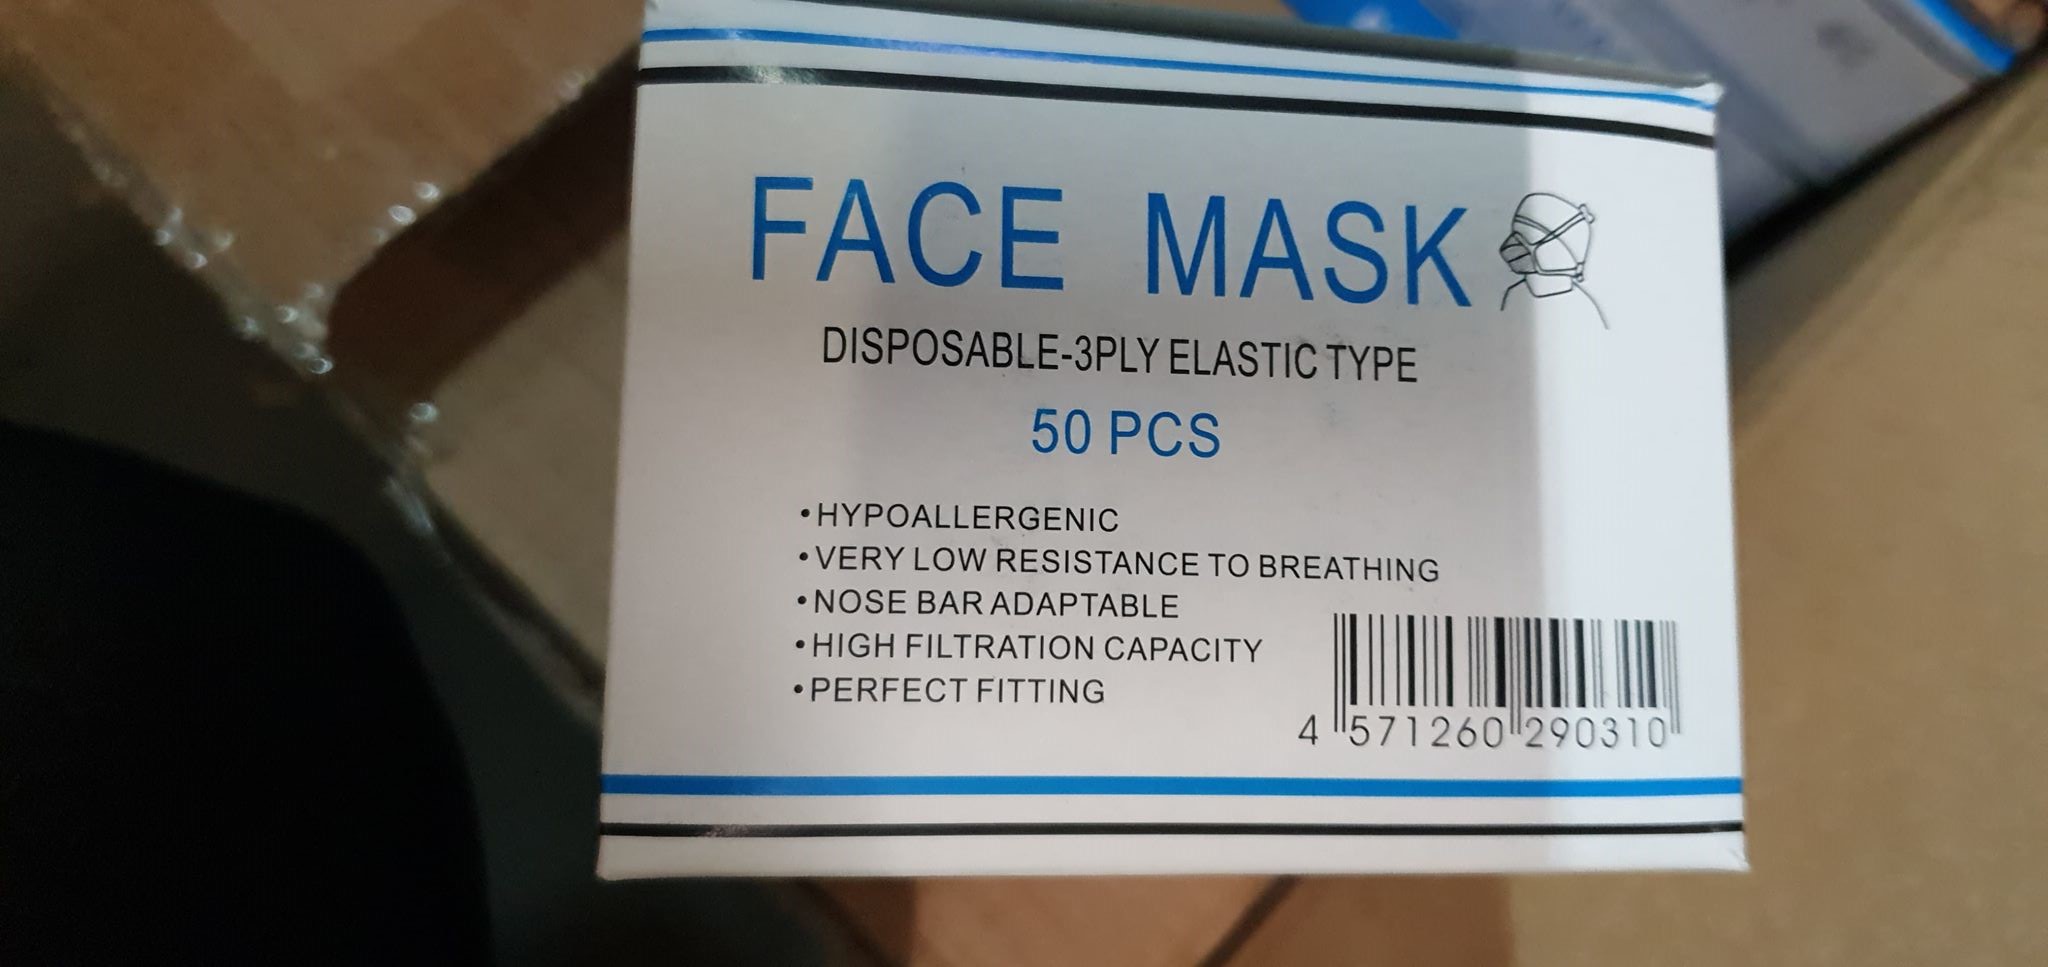 FACE MASK
DISPOSABLE-3PLY ELASTIC TYPE
50 PCS
•HYPOALLERGENIC
•VERY LOW RESISTANCE TO BREATHING
•NOSE BAR ADAPTABLE
•HIGH FILTRATION CAPACITY
•PERFECT FITTING
4 571260 290310